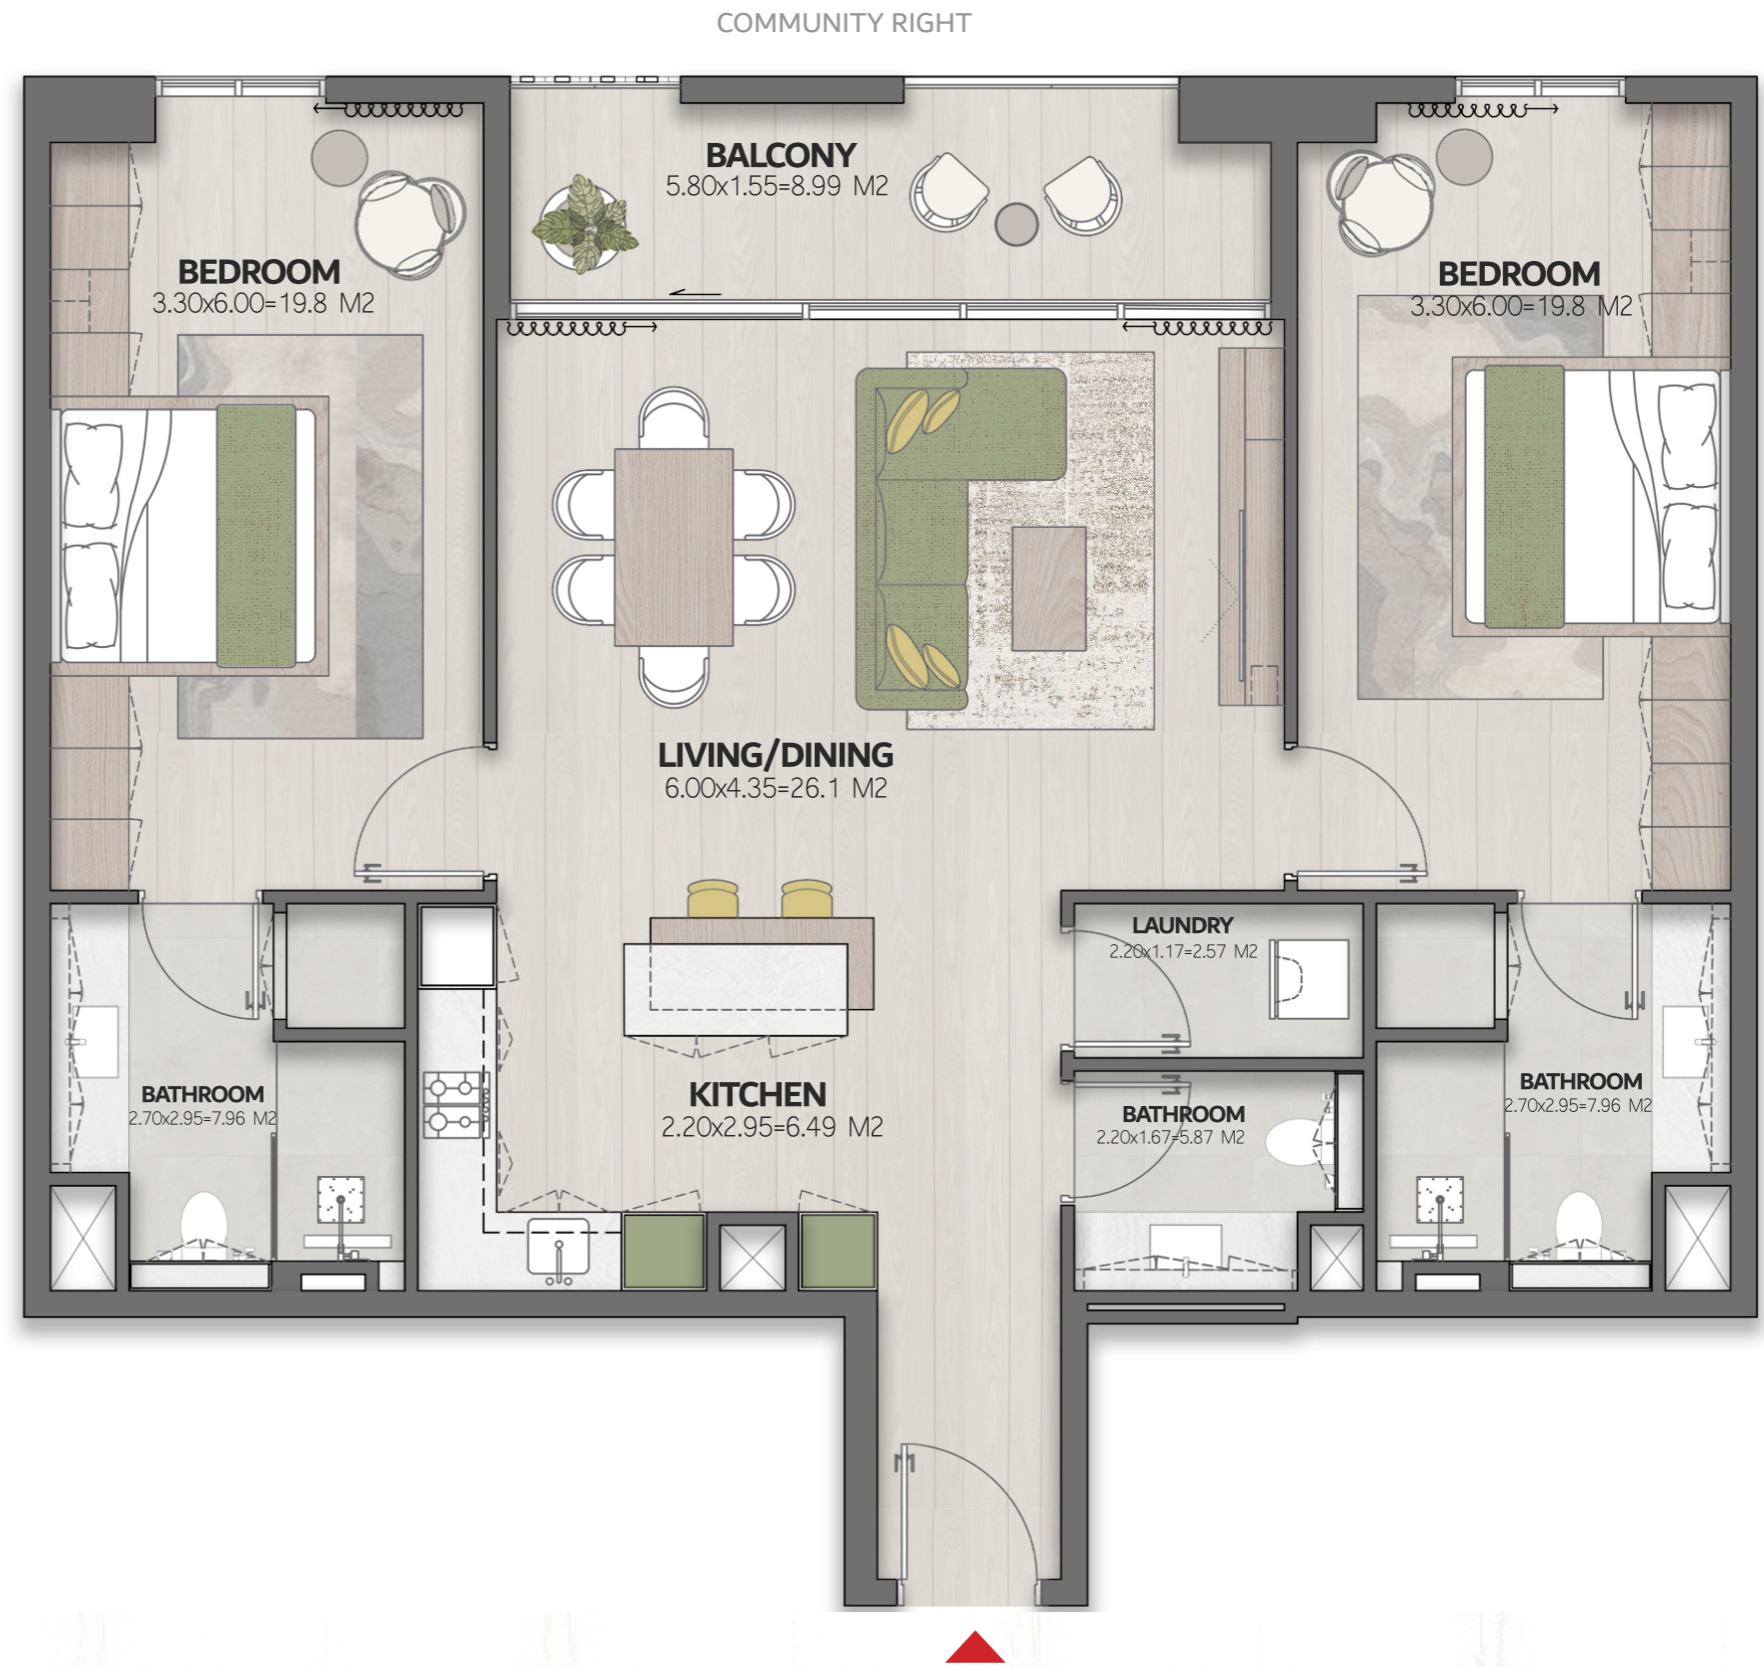 COMMUNITY RIGHT
BALCONY
5.80x1.55=8.99 M2
BEDROOM
3.30x6.00=19.8 M2
BEDROOM
3.30x6.00=19.8 M2
LIVING/DINING
6.00x4.35=26.1 M2
LAUNDRY
2.20x1.17=2.57 M2
KITCHEN
2.20x2.95=6.49 M2
BATHROOM
2.70x2.95=7.96 M2
BATHROOM
2.20x1.67=5.87 M2
BATHROOM
2.70x2.95=7.96 M2